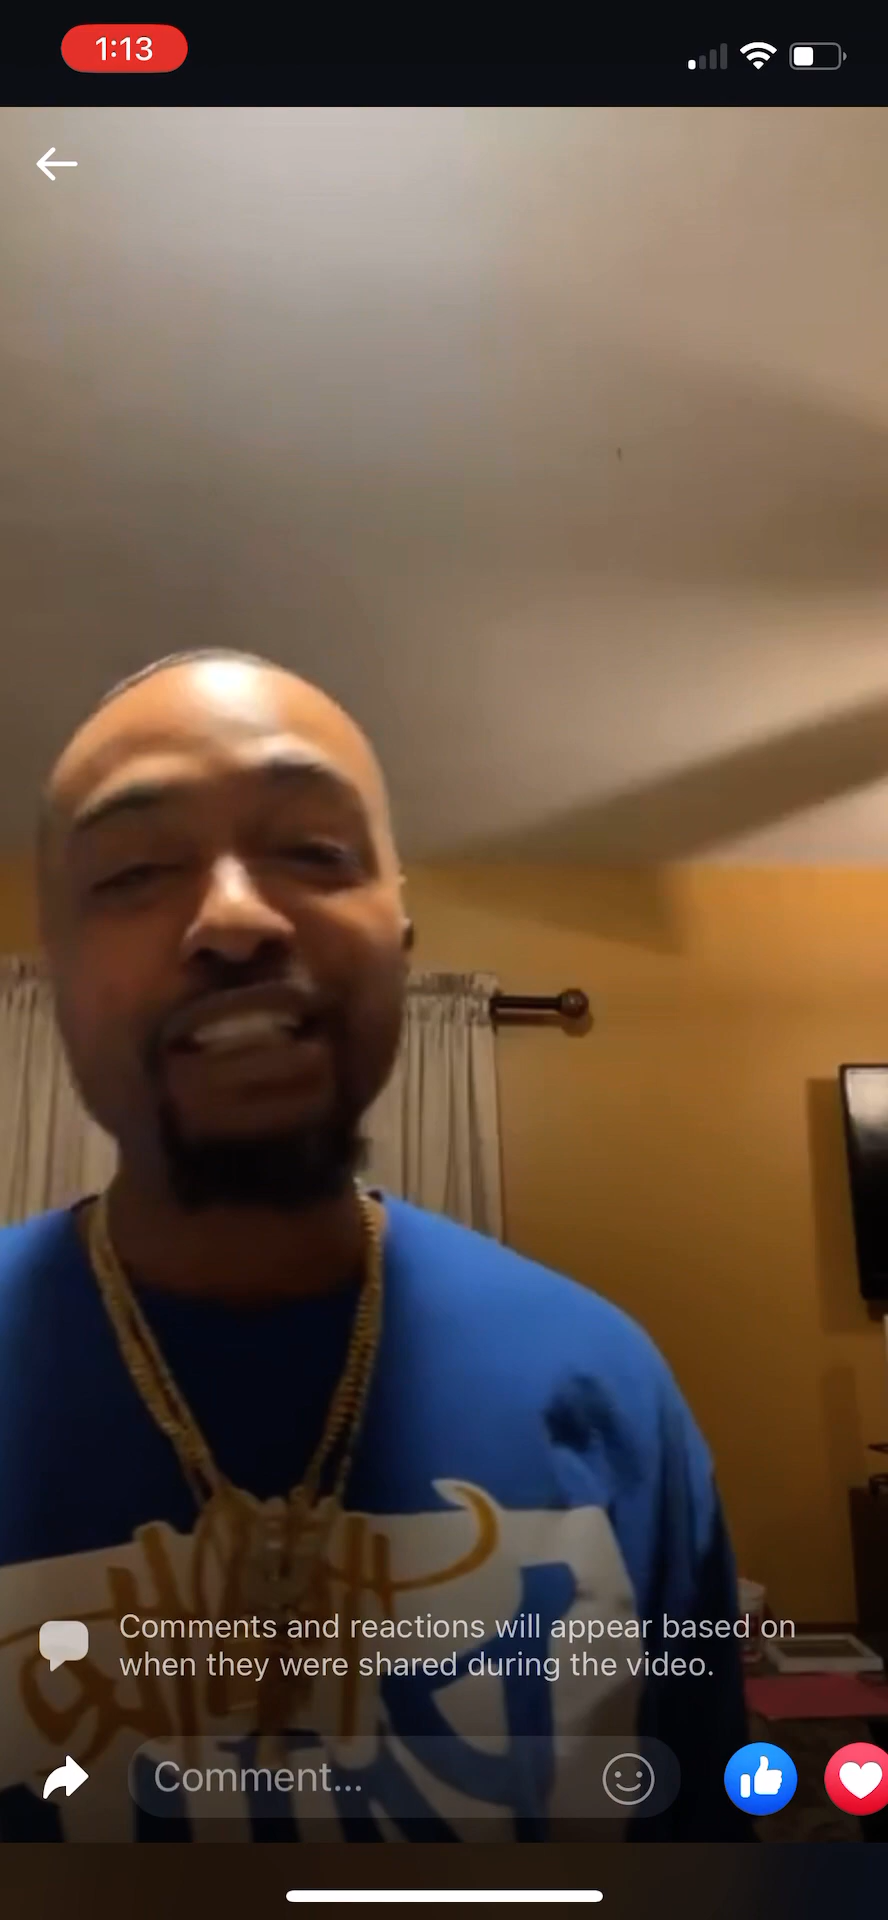 1:13
Comments and reactions will appear based on
when they were shared during the video.
Comment...